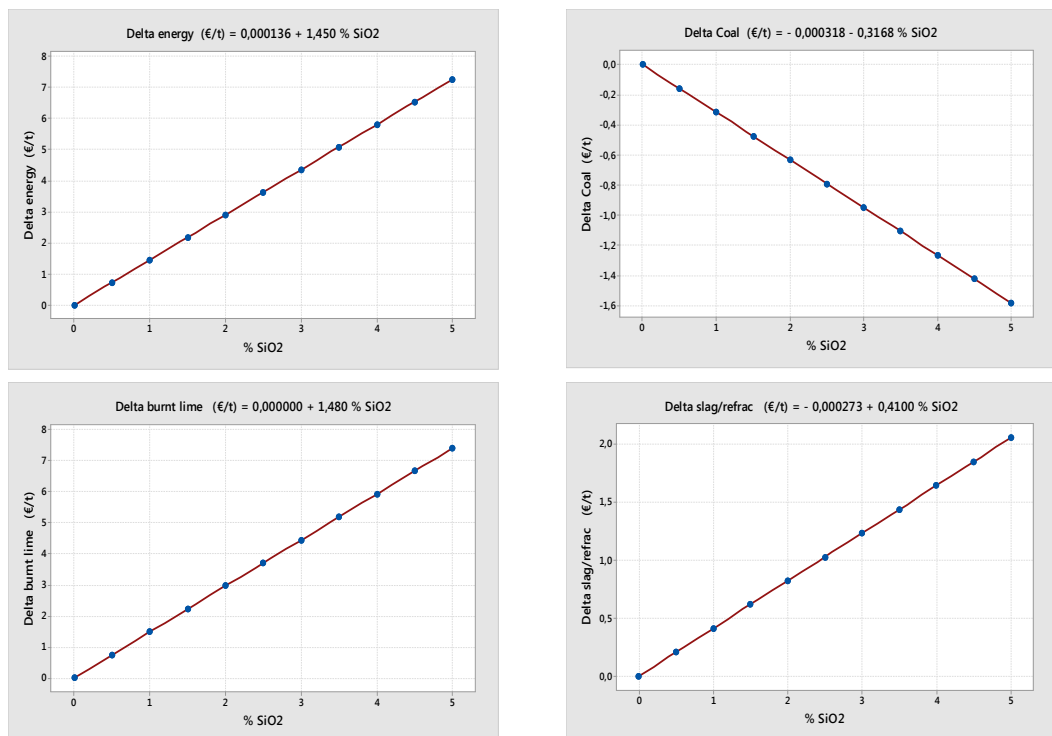 Delta energy (€/t) = 0,000136 + 1,450 % SiO2
Delta energy (€/t)
8
7
6
5
4
3
2
1
0
0 1 2 3 4 5
% SiO2
Delta Coal (€/t) = - 0,000318 - 0,3168 % SiO2
Delta Coal (€/t)
0,0
-0,2
-0,4
-0,6
-0,8
-1,0
-1,2
-1,4
-1,6
0 1 2 3 4 5
% SiO2
Delta burnt lime (€/t) = 0,000000 + 1,480 % SiO2
Delta burnt lime (€/t)
8
7
6
5
4
3
2
1
0
0 1 2 3 4 5
% SiO2
Delta slag/refrac (€/t) = - 0,000273 + 0,4100 % SiO2
Delta slag/refrac (€/t)
2,0
1,5
1,0
0,5
0,0
0 1 2 3 4 5
% SiO2